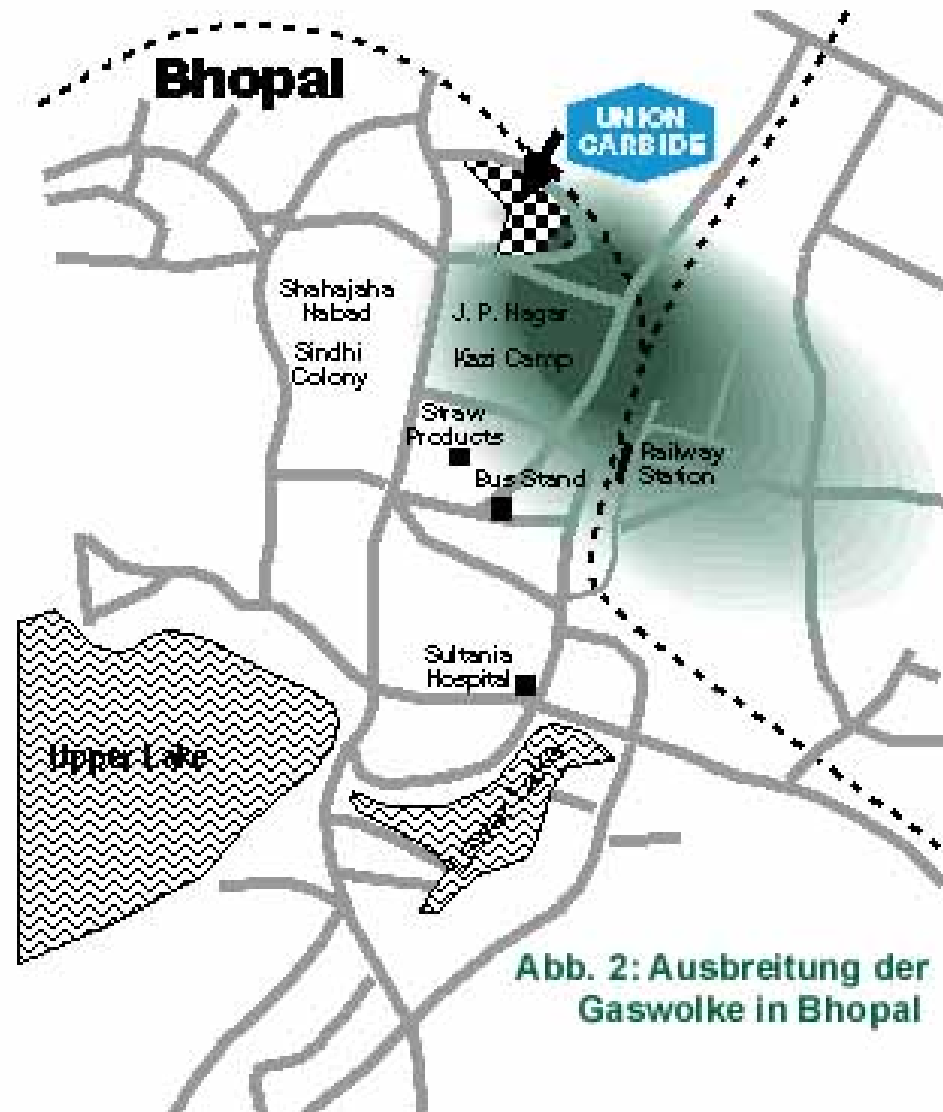 Bhopal
UNION
CARBIDE
Shahajaha
Nabad
Sindhi
Colony
J. P. Nagar
Kazi Camp
Straw
Products
Bus Stand
Railway
Station
Sultania
Hospital
Upper Lake
Lake
Abb. 2: Ausbreitung der
Gaswolke in Bhopal